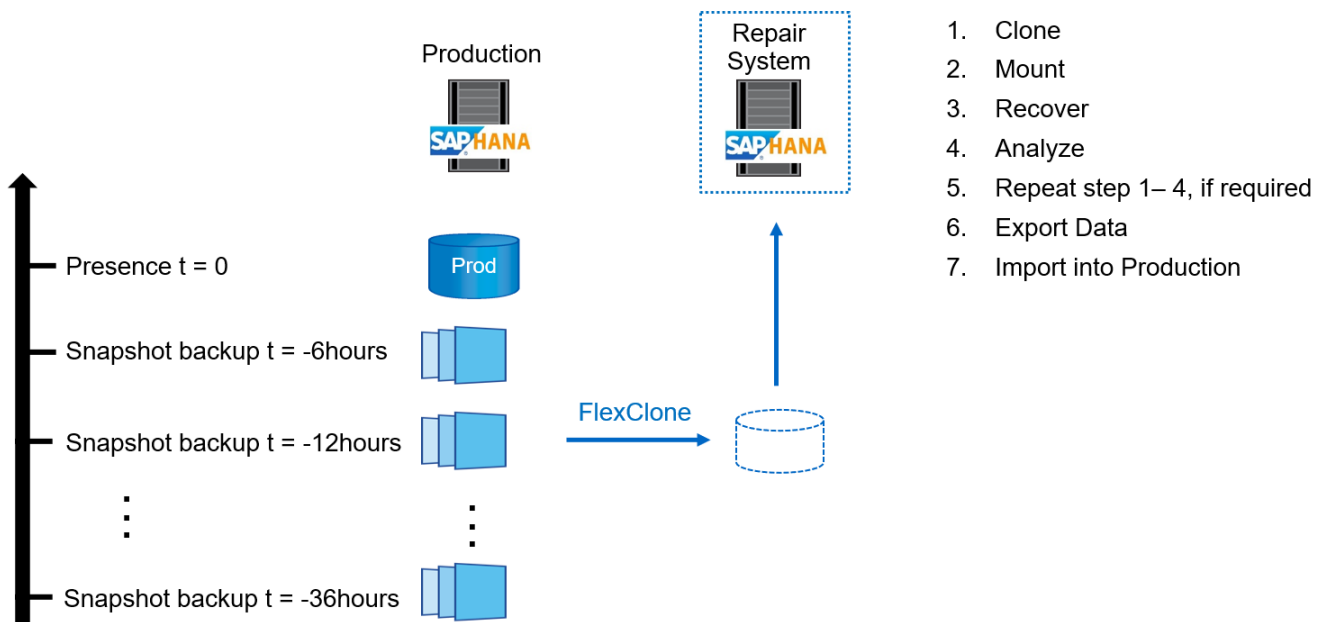 Production
SAP HANA
Repair
System
SAP HANA
1. Clone
2. Mount
3. Recover
4. Analyze
5. Repeat step 1– 4, if required
6. Export Data
7. Import into Production
Presence t = 0
Prod
Snapshot backup t = -6hours
Snapshot backup t = -12hours
FlexClone
Snapshot backup t = -36hours